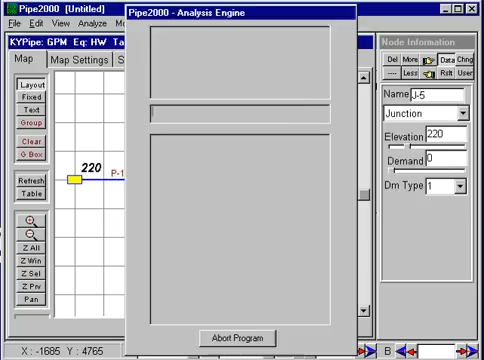 Pipe2000 [Untitled]
File Edit View Analyze
Pipe2000 - Analysis Engine
KYPipe: GPM Eq: HW
Node Information
Map Map Settings
Del More Data Chng
---- Less Rslt User
Layout
Fixed
Text
Group
Clear
G Box
Refresh
Table
Z All
Z Win
Z Sel
Z Prv
Pan
Name J-5
Junction
Elevation 220
Demand 0
Dm Type 1
220
P-1
Abort Program
X : -1685 Y : 4765
B